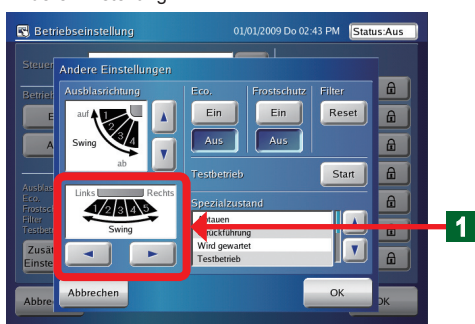 Betriebseinstellung 01/01/2009 Do 02:43 PM Status:Aus
Andere Einstellungen
Ausblasrichtung Eco. Frostschutz Filter
auf 1 2 3 4 Swing ab
Ein Ein Reset
Aus Aus
Testbetrieb Start
Links Rechts
1 2 3 4 5
Swing
Spezialzustand
Wird gewartet
Testbetrieb
Abbrechen OK
1